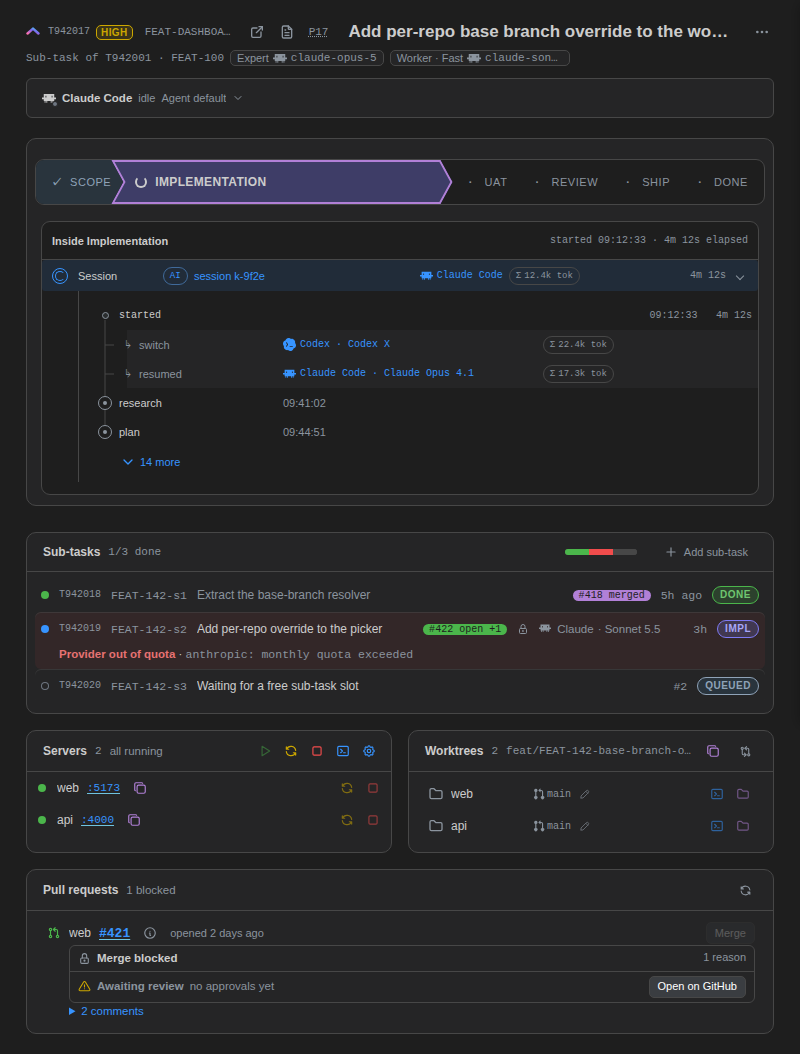 T942017 HIGH FEAT-DASHBOA… P17 Add per-repo base branch override to the wo… ···
Sub-task of T942001 · FEAT-100 Expert claude-opus-5 Worker · Fast claude-son…
Claude Code idle Agent default
✓ SCOPE IMPLEMENTATION · UAT · REVIEW · SHIP · DONE
Inside Implementation started 09:12:33 · 4m 12s elapsed
Session AI session k-9f2e Claude Code Σ 12.4k tok 4m 12s
started 09:12:33 4m 12s
↳ switch Codex · Codex X Σ 22.4k tok
↳ resumed Claude Code · Claude Opus 4.1 Σ 17.3k tok
research 09:41:02
plan 09:44:51
14 more
Sub-tasks 1/3 done + Add sub-task
T942018 FEAT-142-s1 Extract the base-branch resolver #418 merged 5h ago DONE
T942019 FEAT-142-s2 Add per-repo override to the picker #422 open +1 Claude · Sonnet 5.5 3h IMPL
Provider out of quota · anthropic: monthly quota exceeded
T942020 FEAT-142-s3 Waiting for a free sub-task slot #2 QUEUED
Servers 2 all running
web :5173
api :4000
Worktrees 2 feat/FEAT-142-base-branch-o…
web main
api main
Pull requests 1 blocked
web #421 opened 2 days ago Merge
Merge blocked 1 reason
Awaiting review no approvals yet Open on GitHub
2 comments